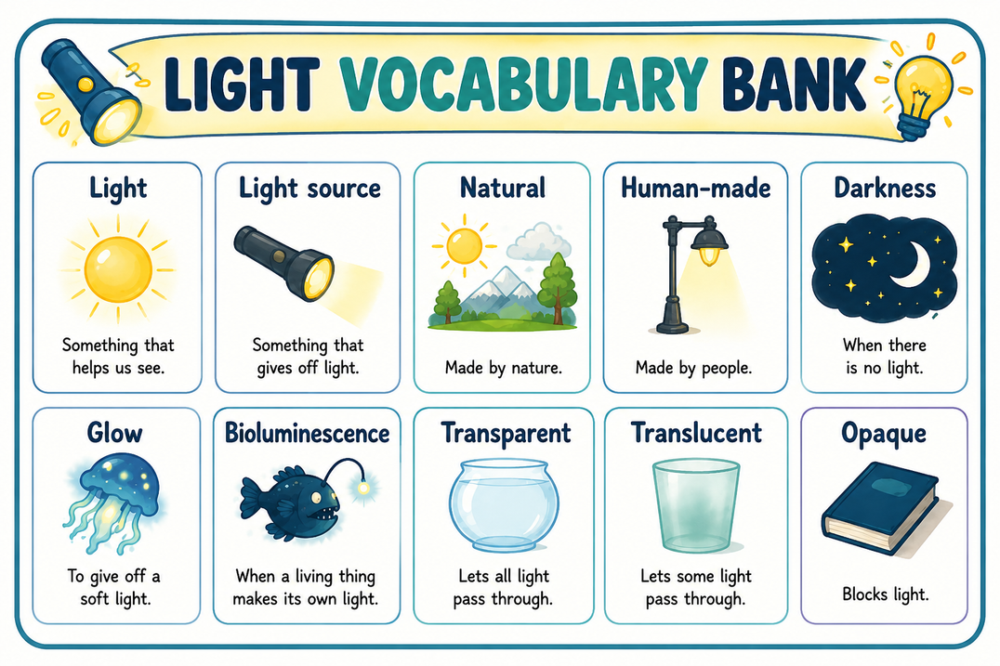 LIGHT VOCABULARY BANK
Light
Something that
helps us see.
Light source
Something that
gives off light.
Natural
Made by nature.
Human-made
Made by people.
Darkness
When there
is no light.
Glow
To give off a
soft light.
Bioluminescence
When a living thing
makes its own light.
Transparent
Lets all light
pass through.
Translucent
Lets some light
pass through.
Opaque
Blocks light.